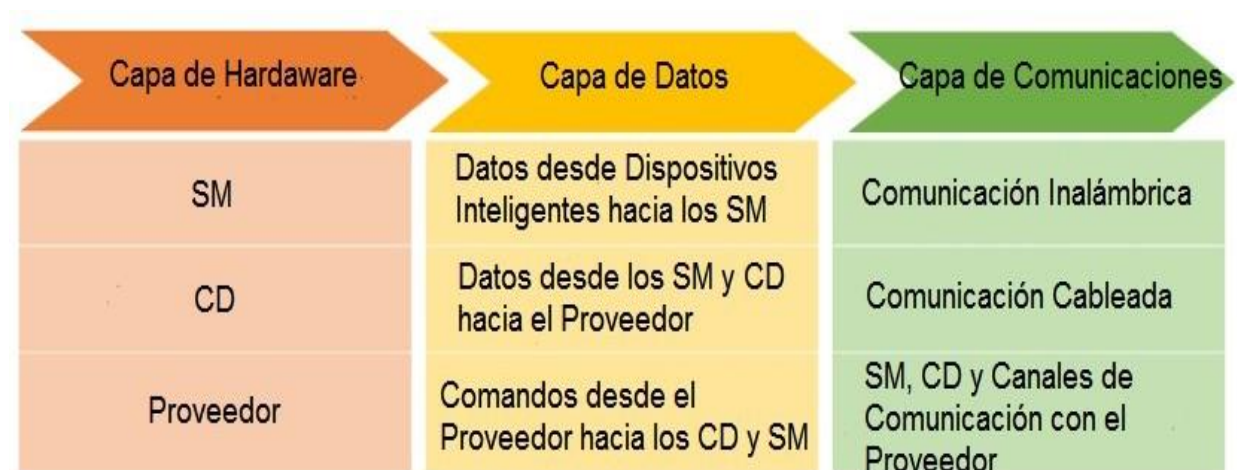 Capa de Hardaware
Capa de Datos
Capa de Comunicaciones
SM
Datos desde Dispositivos
Inteligentes hacia los SM
Comunicación Inalámbrica
CD
Datos desde los SM y CD
hacia el Proveedor
Comunicación Cableada
Proveedor
Comandos desde el
Proveedor hacia los CD y SM
SM, CD y Canales de
Comunicación con el
Proveedor